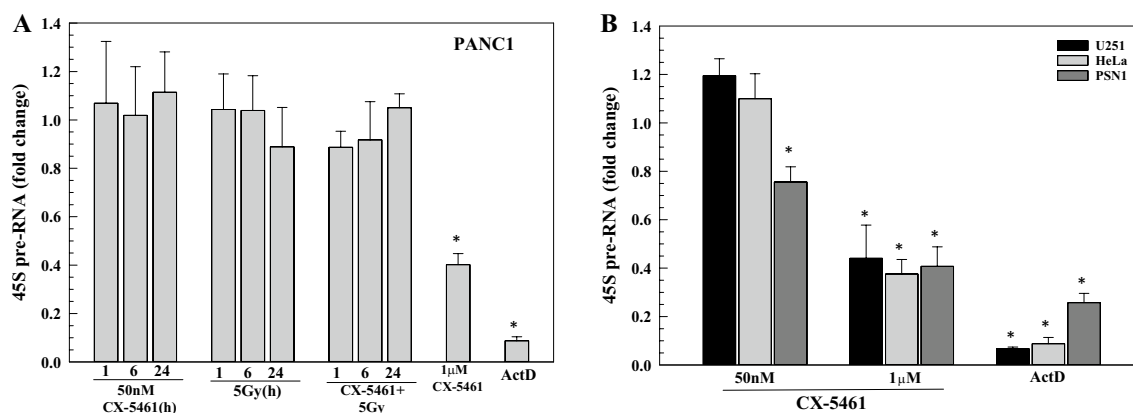 A
PANC1
45S pre-RNA (fold change)
1.4
1.2
1.0
0.8
0.6
0.4
0.2
0.0
*
*
1 6 24 1 6 24 1 6 24 1μM ActD
50nM 5Gy(h) CX-5461+ CX-5461
CX-5461(h) 5Gy
B
U251
HeLa
PSN1
45S pre-RNA (fold change)
1.4
1.2
1.0
0.8
0.6
0.4
0.2
0.0
*
* * *
* * *
50nM 1μM ActD
CX-5461